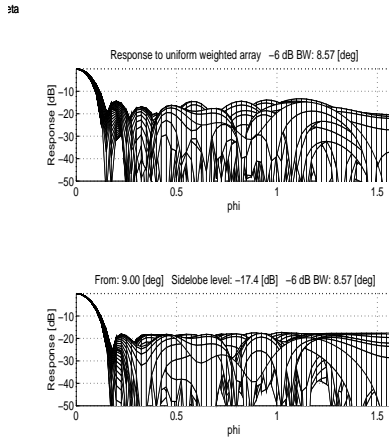 eta
Response to uniform weighted array −6 dB BW: 8.57 [deg]
Response [dB]
−10
−20
−30
−40
−50
0
0.5
1
1.5
phi
From: 9.00 [deg] Sidelobe level: −17.4 [dB] −6 dB BW: 8.57 [deg]
Response [dB]
−10
−20
−30
−40
−50
0
0.5
1
1.5
phi